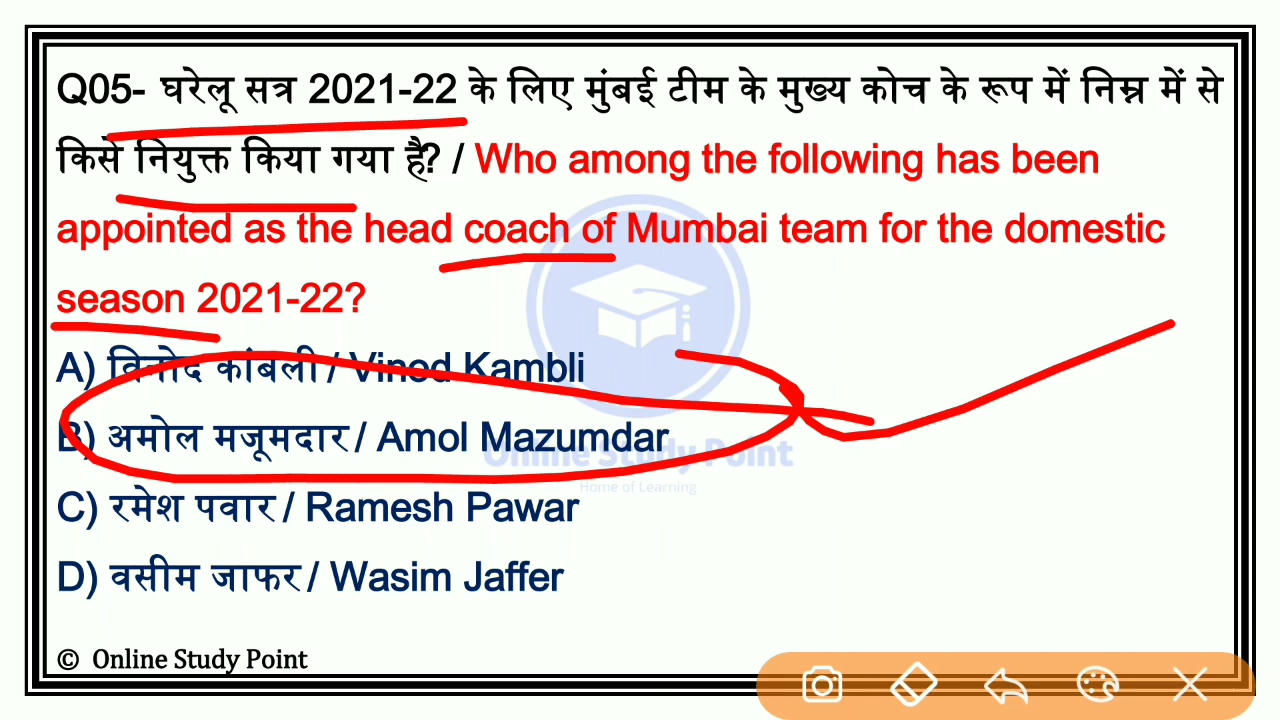 Q05- घरेलू सत्र 2021-22 के लिए मुंबई टीम के मुख्य कोच के रूप में निम्न में से
किसे नियुक्त किया गया है? / Who among the following has been
appointed as the head coach of Mumbai team for the domestic
season 2021-22?
A) विनोद कांबली / Vinod Kambli
B) अमोल मजूमदार / Amol Mazumdar
Online Study Point
Home of Learning
C) रमेश पवार / Ramesh Pawar
D) वसीम जाफर / Wasim Jaffer
© Online Study Point